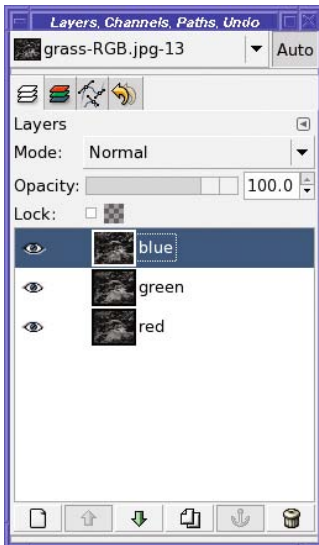 Layers, Channels, Paths, Undo
grass-RGB.jpg-13 Auto
Layers
Mode: Normal
Opacity: 100.0
Lock:
blue
green
red